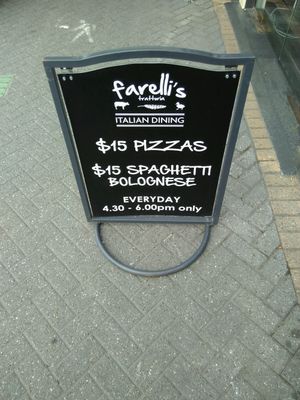 farelli's
trattoria
ITALIAN DINING
$15 PIZZAS
$15 SPAGHETTI
BOLOGNESE
EVERYDAY
4.30 - 6.00pm only